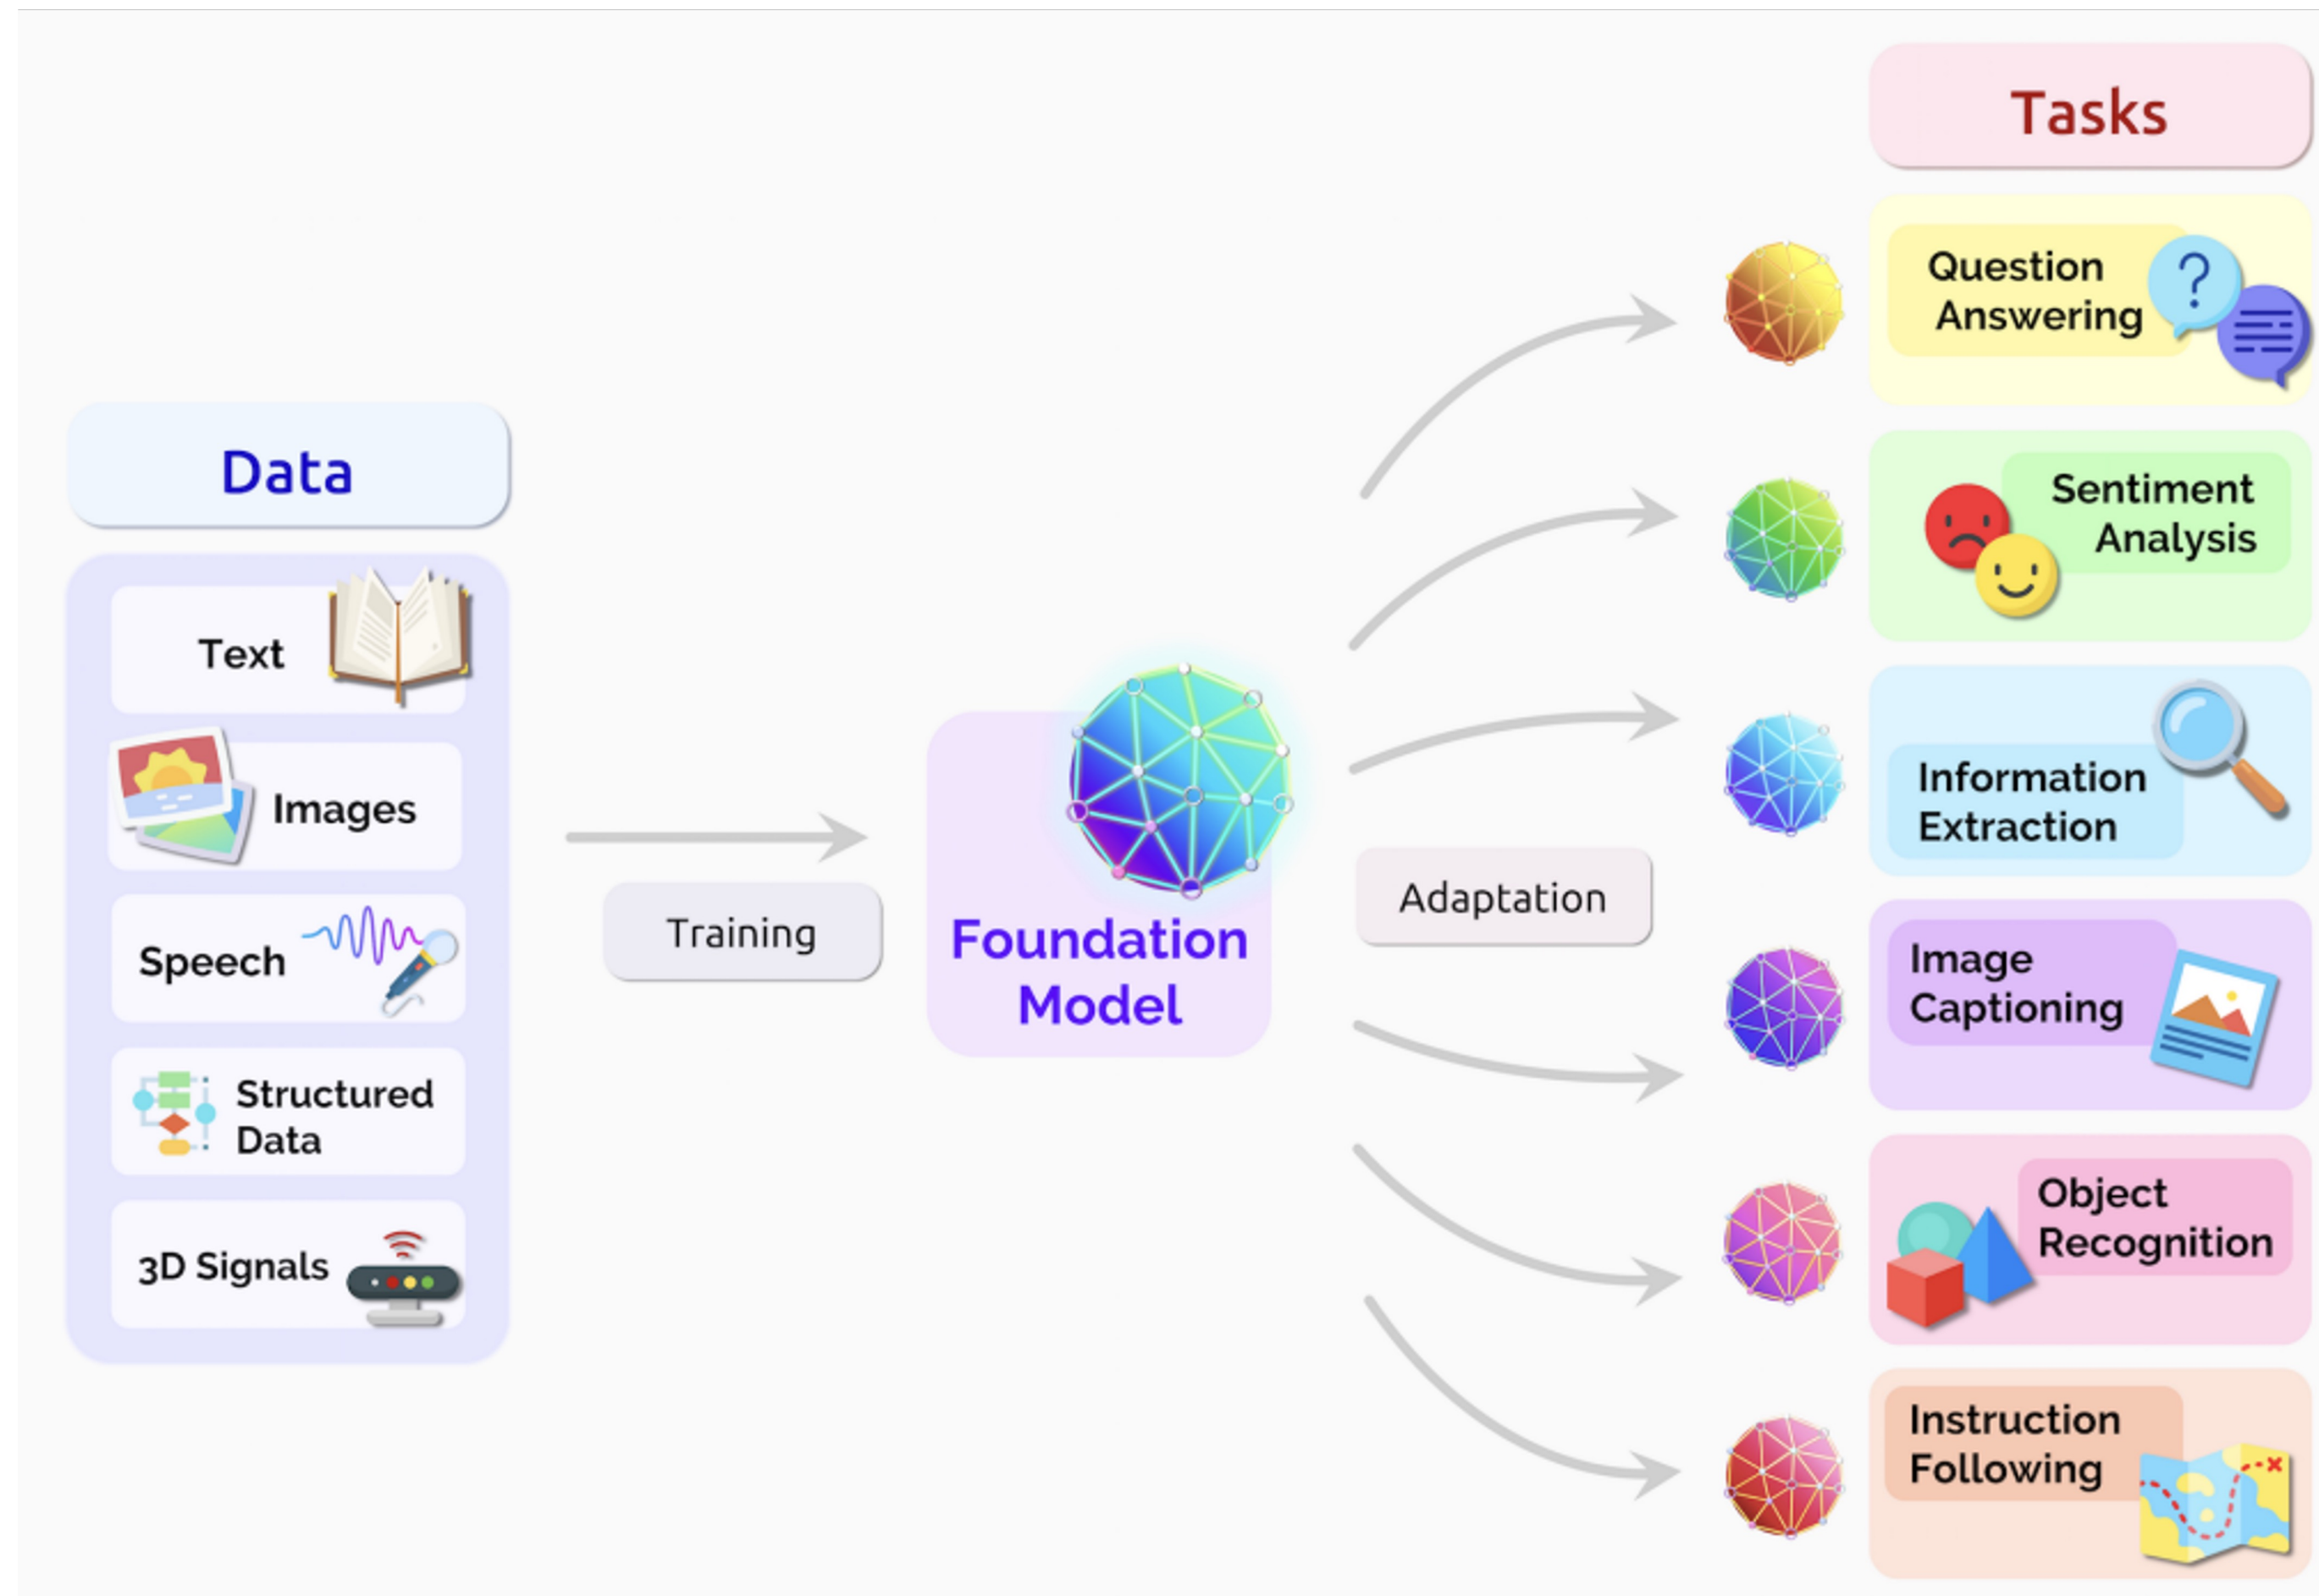 Data
Text
Images
Speech
Structured
Data
3D Signals
Training
Foundation
Model
Adaptation
Tasks
Question
Answering
Sentiment
Analysis
Information
Extraction
Image
Captioning
Object
Recognition
Instruction
Following